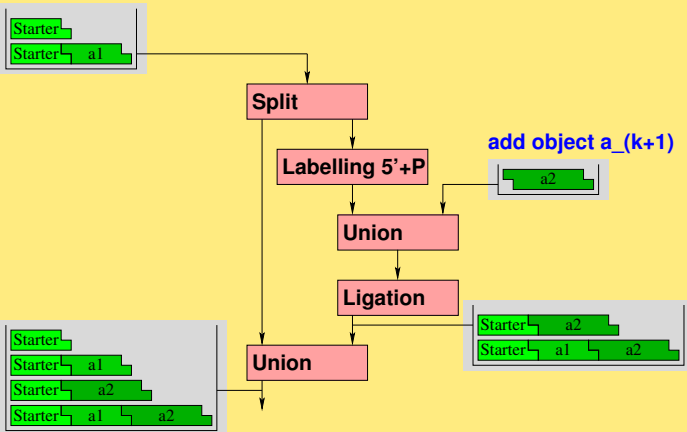 Starter
Starter a1
Split
add object a_(k+1)
Labelling 5'+P
a2
Union
Ligation
Starter a2
Starter a1 a2
Starter
Starter a1
Starter a2
Starter a1 a2
Union